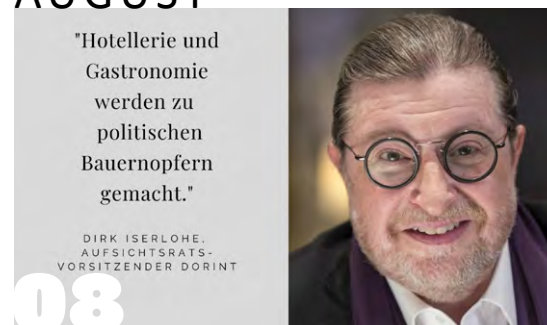 AUGUST
"Hotellerie und
Gastronomie
werden zu
politischen
Bauernopfern
gemacht."
DIRK ISERLOHE,
AUFSICHTSRATS-
VORSITZENDER DORINT
08